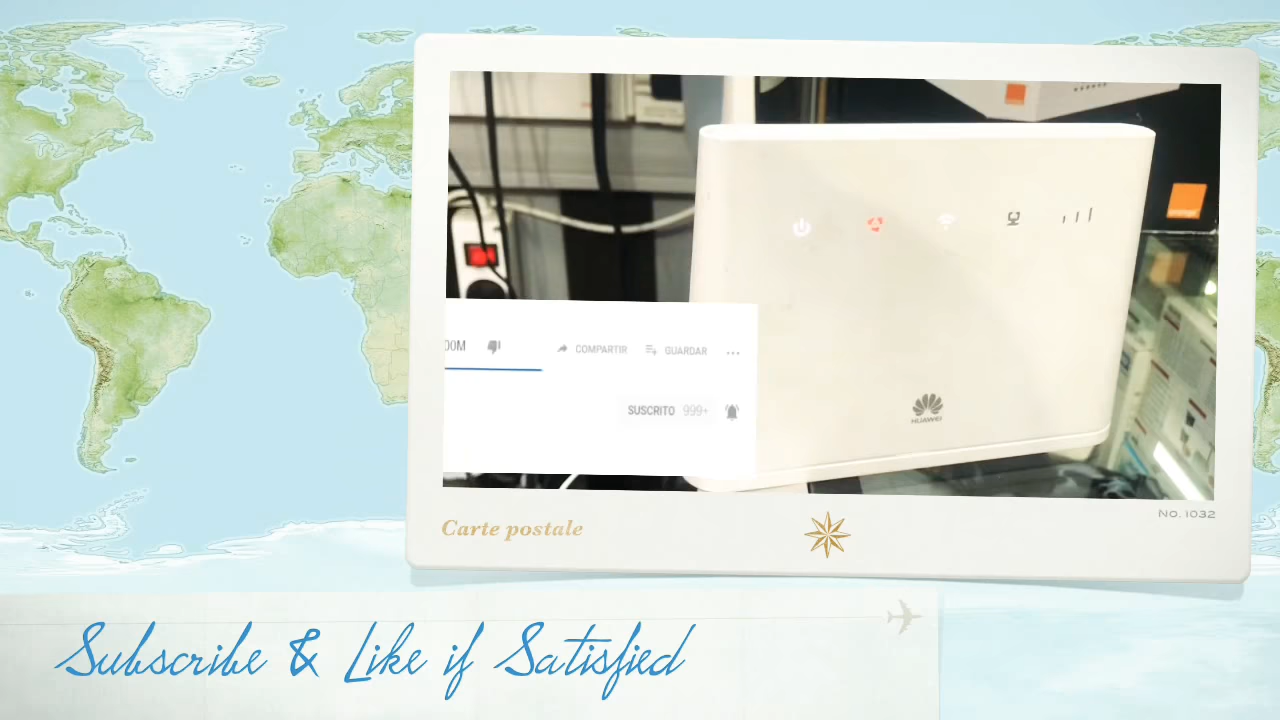 orange
HUAWEI
00M
COMPARTIR
GUARDAR
SUSCRITO 999+
No. 1032
Carte postale
Subscribe & Like if Satisfied